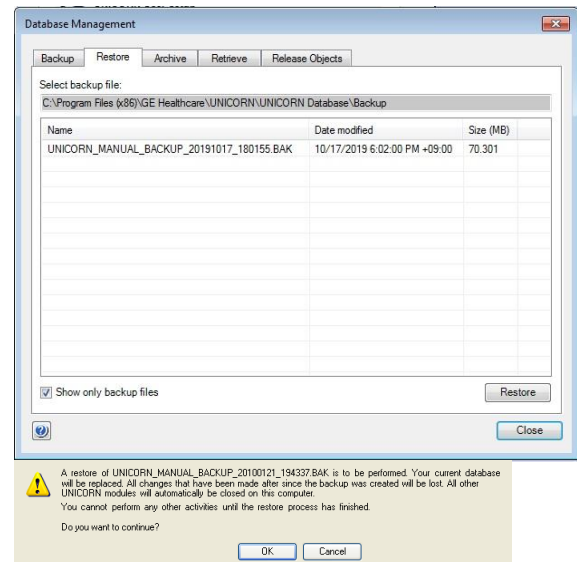 Database Management
Backup Restore Archive Retrieve Release Objects
Select backup file:
C:\Program Files (x86)\GE Healthcare\UNICORN\UNICORN Database\Backup
Name Date modified Size (MB)
UNICORN_MANUAL_BACKUP_20191017_180155.BAK 10/17/2019 6:02:00 PM +09:00 70.301
Show only backup files
Restore
Close
A restore of UNICORN_MANUAL_BACKUP_20100121_194337.BAK is to be performed. Your current database
will be replaced. All changes that have been made after since the backup was created will be lost. All other
UNICORN modules will automatically be closed on this computer.
You cannot perform any other activities until the restore process has finished.
Do you want to continue?
OK Cancel